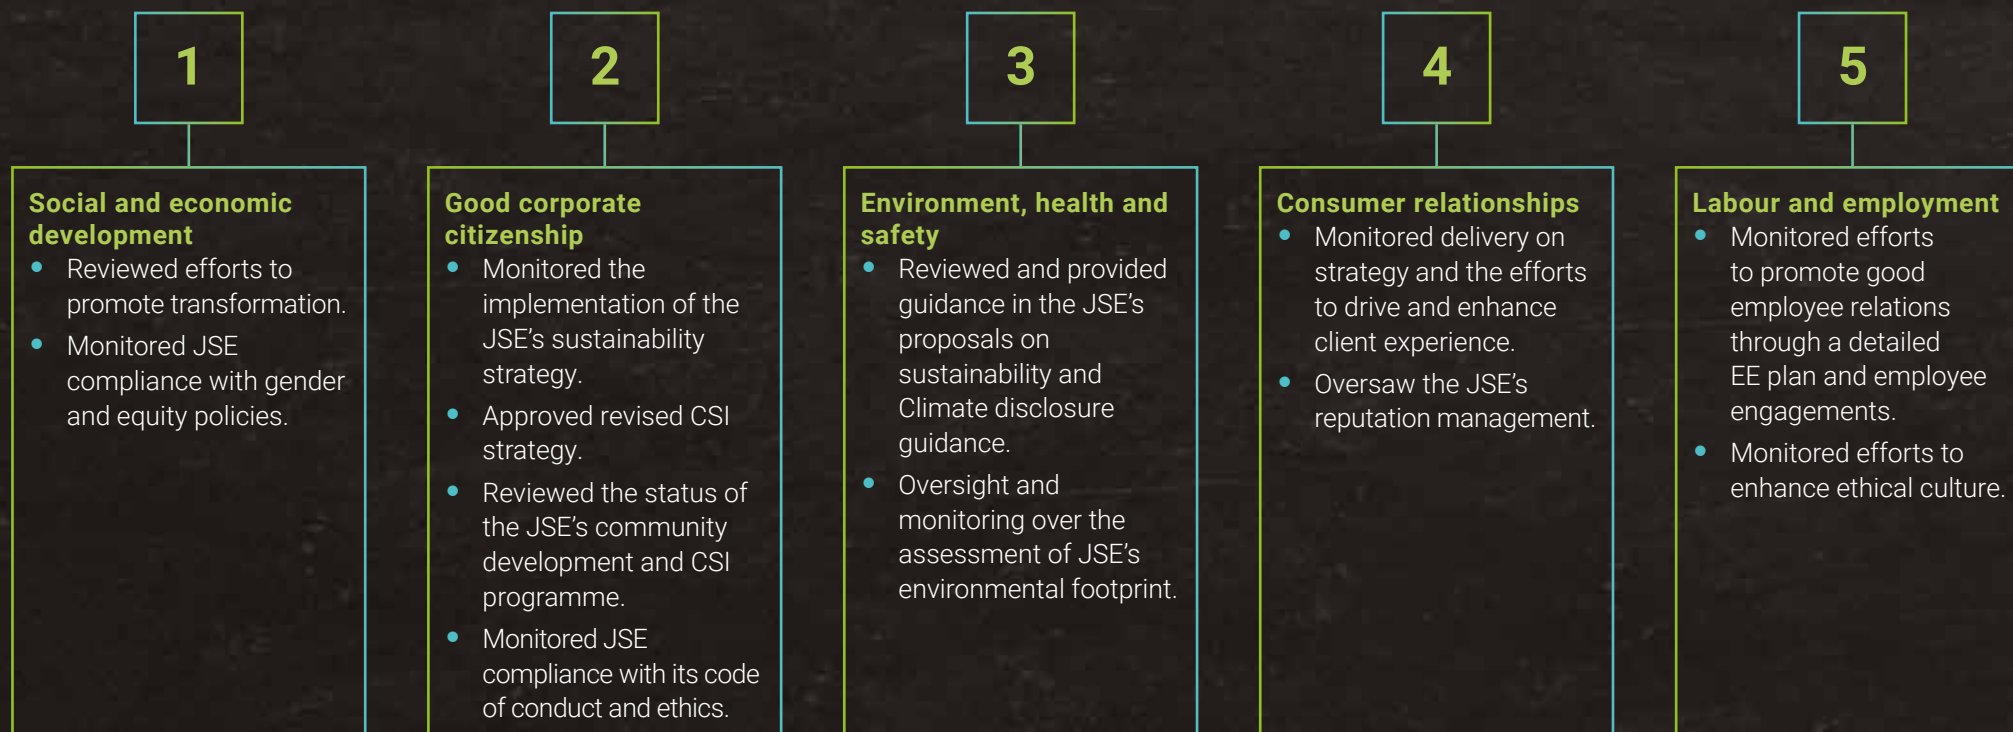 1
Social and economic
development
• Reviewed efforts to
promote transformation.
• Monitored JSE
compliance with gender
and equity policies.
2
Good corporate
citizenship
• Monitored the
implementation of the
JSE's sustainability
strategy.
• Approved revised CSI
strategy.
• Reviewed the status of
the JSE's community
development and CSI
programme.
• Monitored JSE
compliance with its code
of conduct and ethics.
3
Environment, health and
safety
• Reviewed and provided
guidance in the JSE's
proposals on
sustainability and
Climate disclosure
guidance.
• Oversight and
monitoring over the
assessment of JSE's
environmental footprint.
4
Consumer relationships
• Monitored delivery on
strategy and the efforts
to drive and enhance
client experience.
• Oversaw the JSE's
reputation management.
5
Labour and employment
• Monitored efforts
to promote good
employee relations
through a detailed
EE plan and employee
engagements.
• Monitored efforts to
enhance ethical culture.